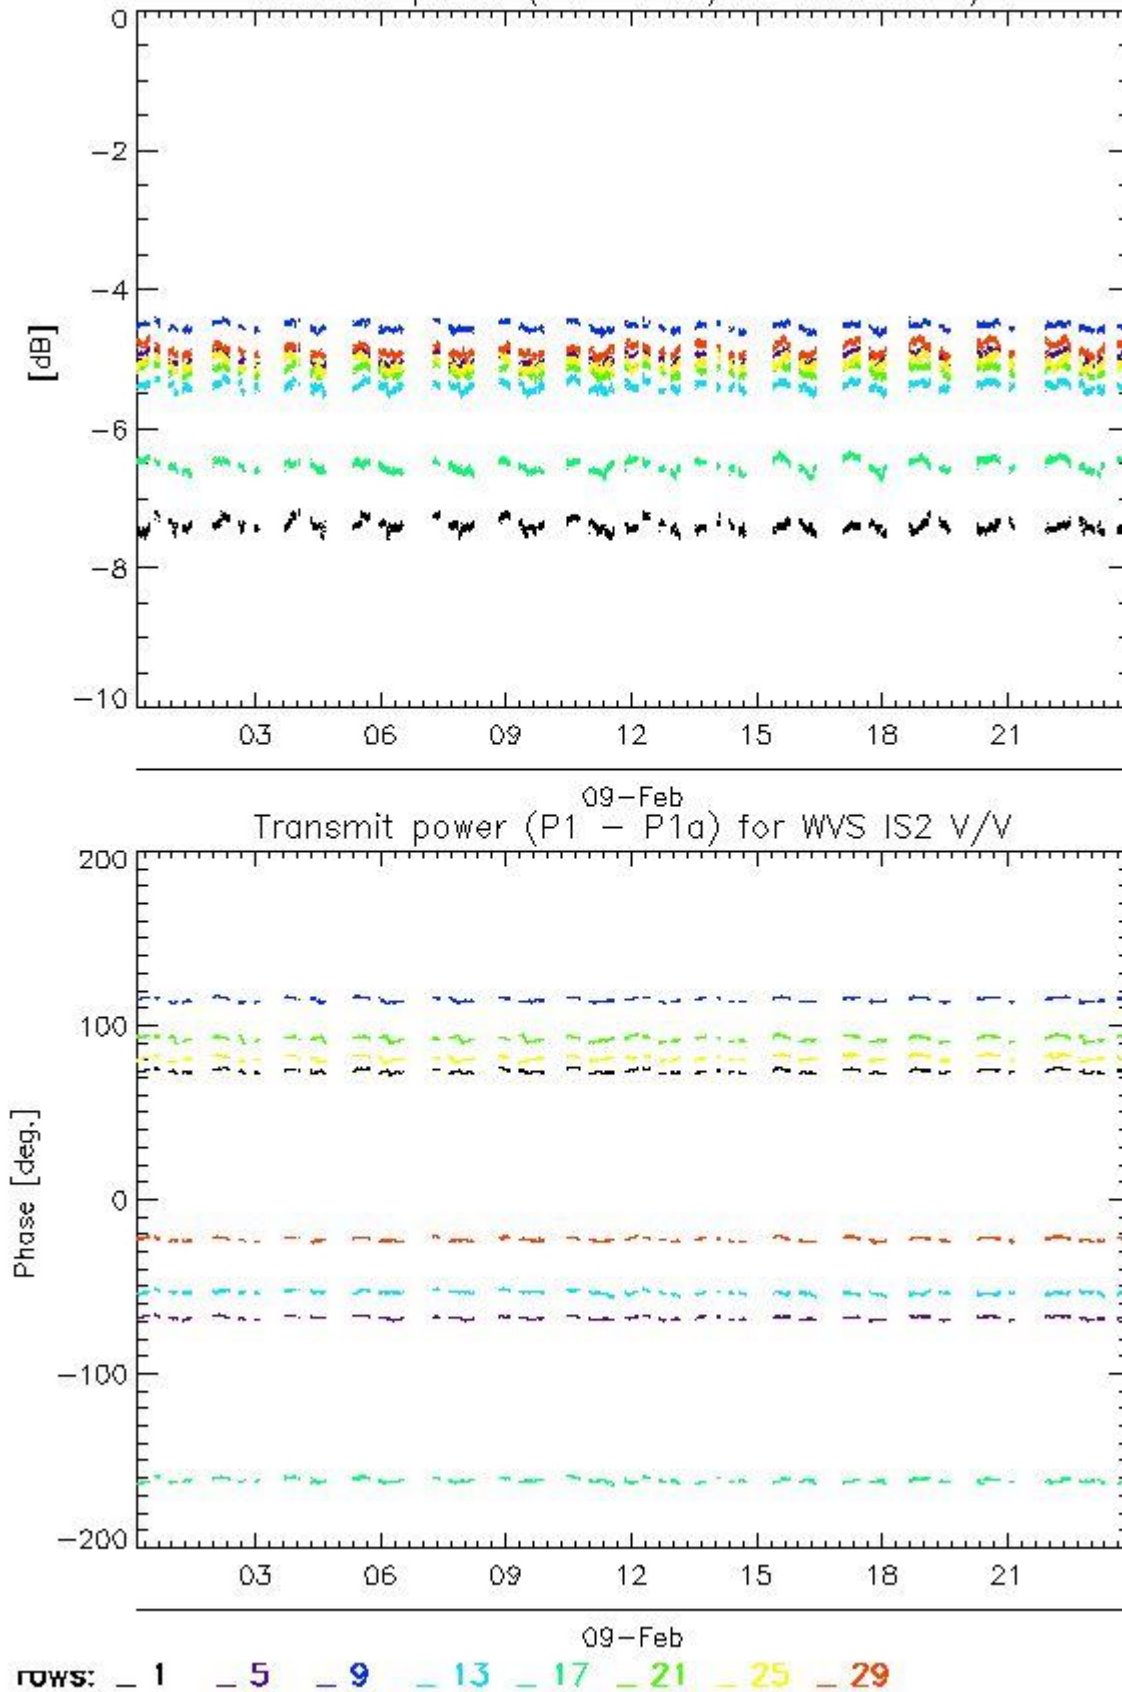 0
-2
-4
[dB]
-6
-8
-10
03 06 09 12 15 18 21
09-Feb
Transmit power (P1 - P1a) for WVS IS2 V/V
200
100
0
Phase [deg.]
-100
-200
03 06 09 12 15 18 21
09-Feb
rows: _ 1 _ 5 _ 9 _ 13 _ 17 _ 21 _ 25 _ 29